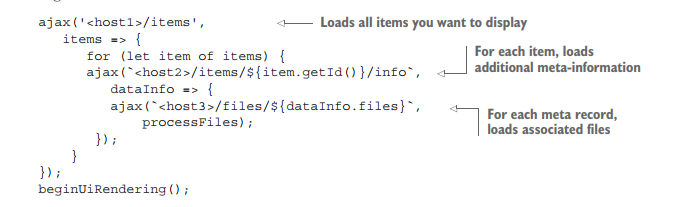 ajax('<host1>/items', Loads all items you want to display
items => {
for (let item of items) {
ajax(`<host2>/items/${item.getId()}/info`,
For each item, loads
additional meta-information
dataInfo => {
ajax(`<host3>/files/${dataInfo.files}`,
processFiles);
For each meta record,
loads associated files
});
}
});
beginUiRendering();